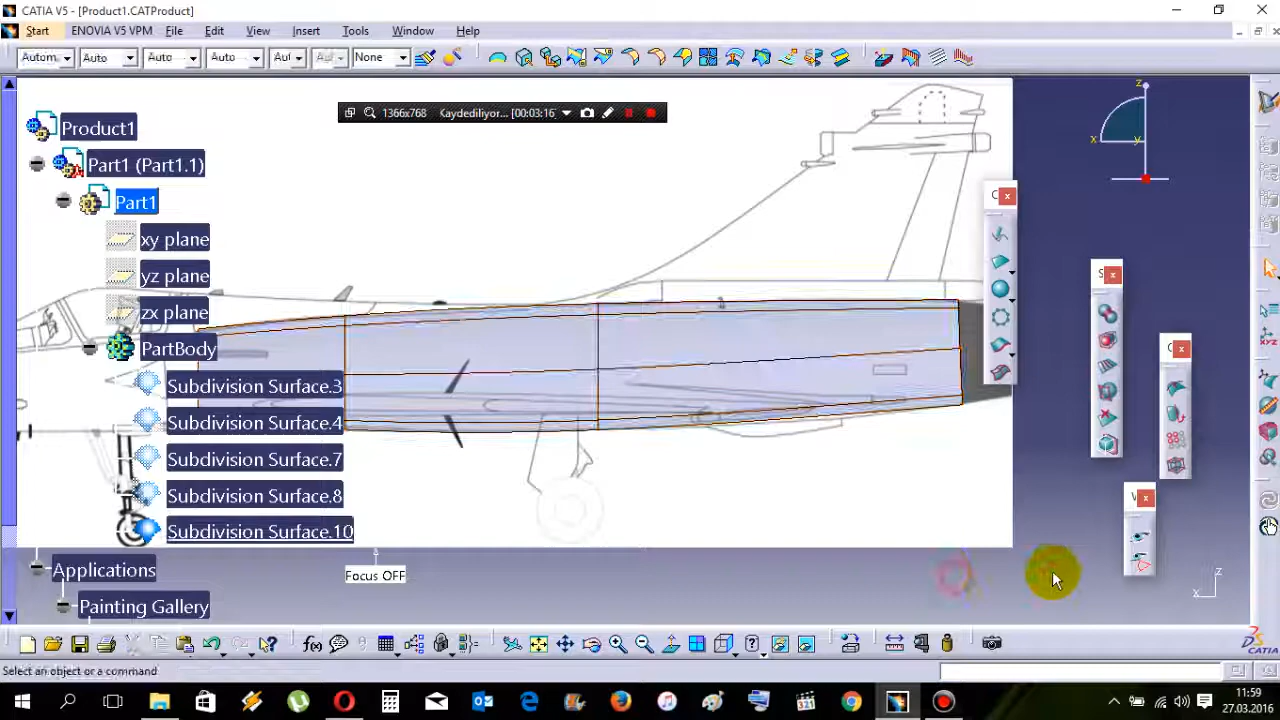 CATIA V5 - [Product1.CATProduct]
Start ENOVIA V5 VPM File Edit View Insert Tools Window Help
Autom. Auto Auto Auto Aut Aut None
1366x768 Kaydediliyor... [00:03:16]
Product1
Part1 (Part1.1)
Part1
xy plane
yz plane
zx plane
PartBody
Subdivision Surface.3
Subdivision Surface.4
Subdivision Surface.7
Subdivision Surface.8
Subdivision Surface.10
Applications
Painting Gallery
Focus OFF
z
x
y
C
S
C
V
z
x
f(x)
CATIA
Select an object or a command
11:59
27.03.2016